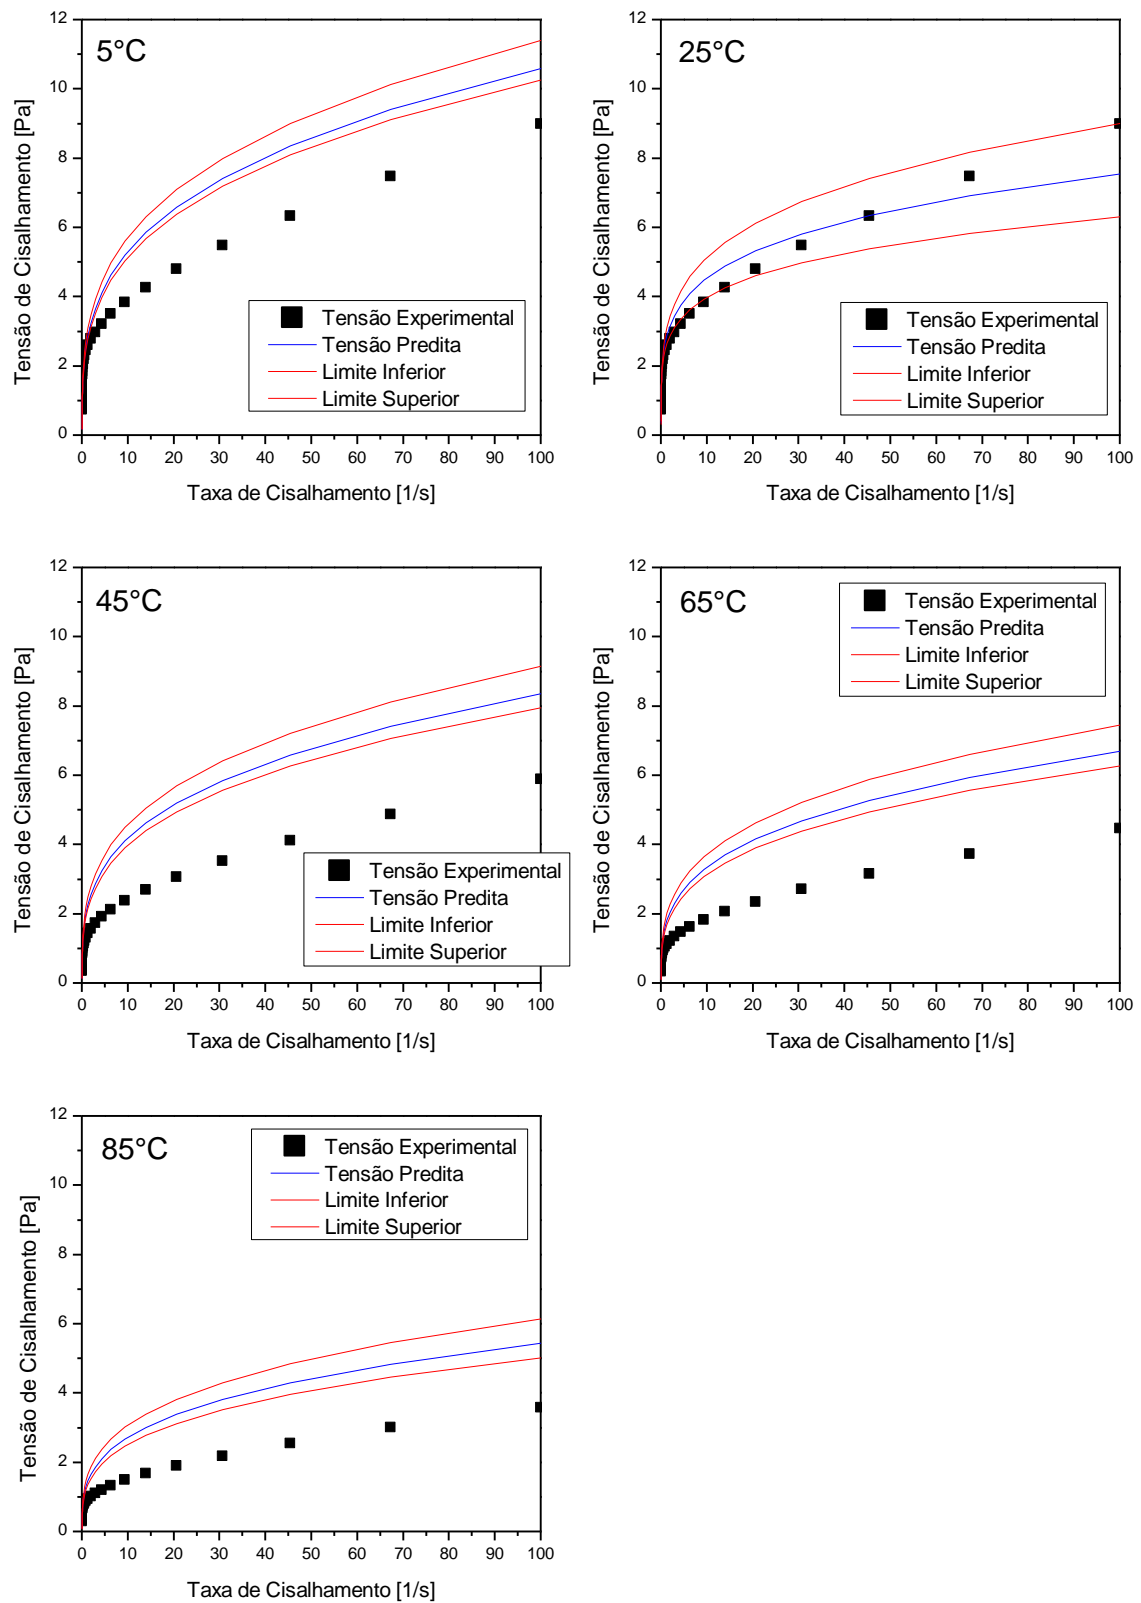 5°C
12
10
8
6
4
2
0
Tensão de Cisalhamento [Pa]
Tensão Experimental
Tensão Predita
Limite Inferior
Limite Superior
0 10 20 30 40 50 60 70 80 90 100
Taxa de Cisalhamento [1/s]
25°C
12
10
8
6
4
2
0
Tensão de Cisalhamento [Pa]
Tensão Experimental
Tensão Predita
Limite Inferior
Limite Superior
0 10 20 30 40 50 60 70 80 90 100
Taxa de Cisalhamento [1/s]
45°C
12
10
8
6
4
2
0
Tensão de Cisalhamento [Pa]
Tensão Experimental
Tensão Predita
Limite Inferior
Limite Superior
0 10 20 30 40 50 60 70 80 90 100
Taxa de Cisalhamento [1/s]
65°C
12
10
8
6
4
2
0
Tensão de Cisalhamento [Pa]
Tensão Experimental
Tensão Predita
Limite Inferior
Limite Superior
0 10 20 30 40 50 60 70 80 90 100
Taxa de Cisalhamento [1/s]
85°C
12
10
8
6
4
2
0
Tensão de Cisalhamento [Pa]
Tensão Experimental
Tensão Predita
Limite Inferior
Limite Superior
0 10 20 30 40 50 60 70 80 90 100
Taxa de Cisalhamento [1/s]